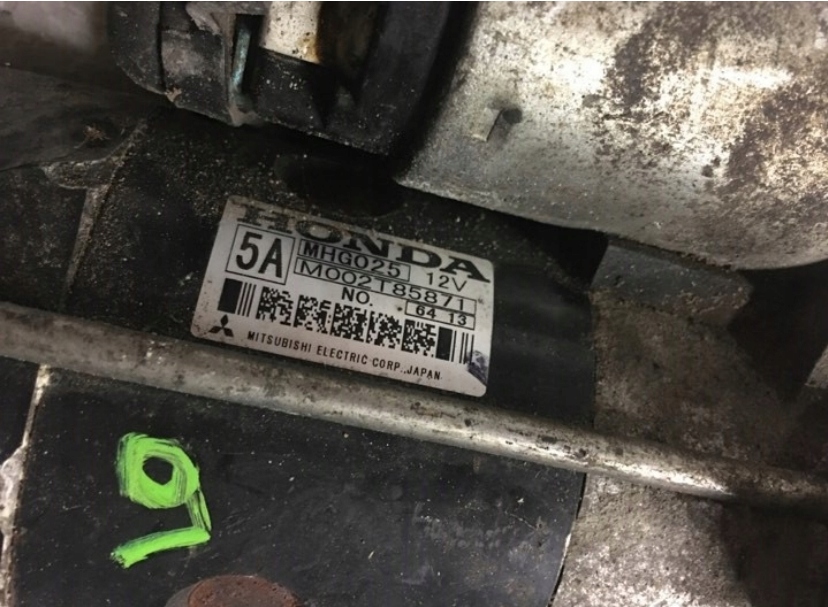 HONDA
5A
MHG025 12V
M002T85871
NO. 64 13
MITSUBISHI ELECTRIC CORP., JAPAN